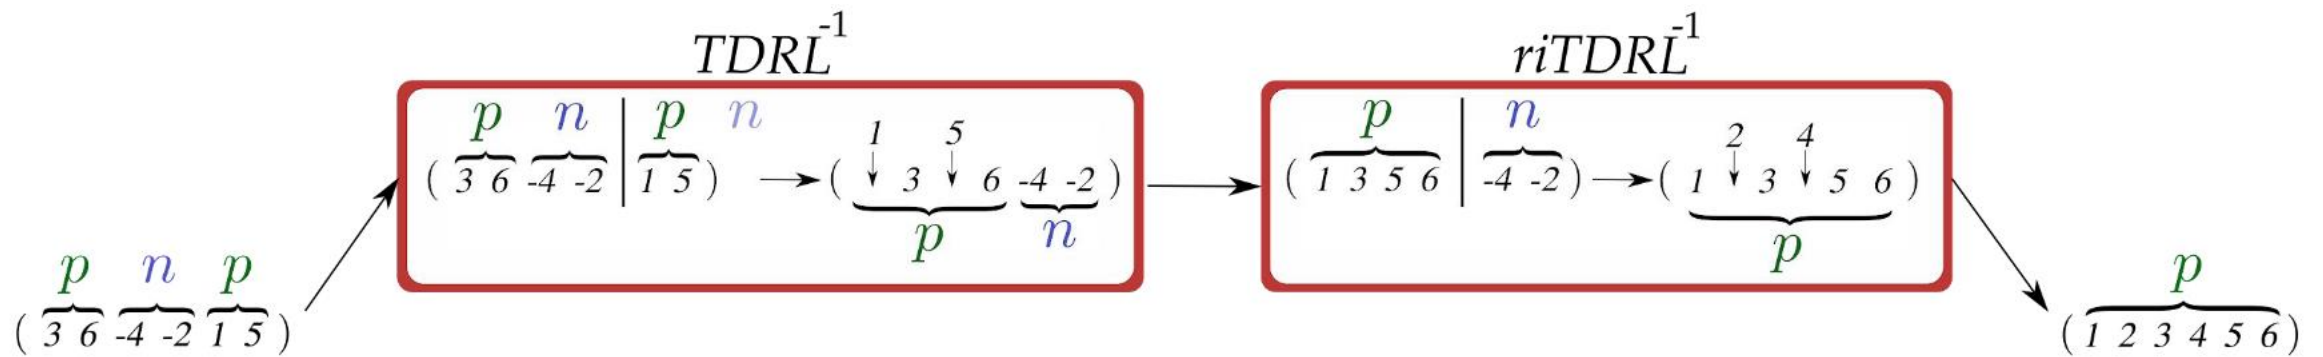 TDRL-1
riTDRL-1
p n | p n
( 3 6 -4 -2 | 1 5 )
1 5
( 3 6 -4 -2 )
p n
p | n
( 1 3 5 6 | -4 -2 )
2 4
( 1 3 5 6 )
p
p n p
( 3 6 -4 -2 1 5 )
p
( 1 2 3 4 5 6 )